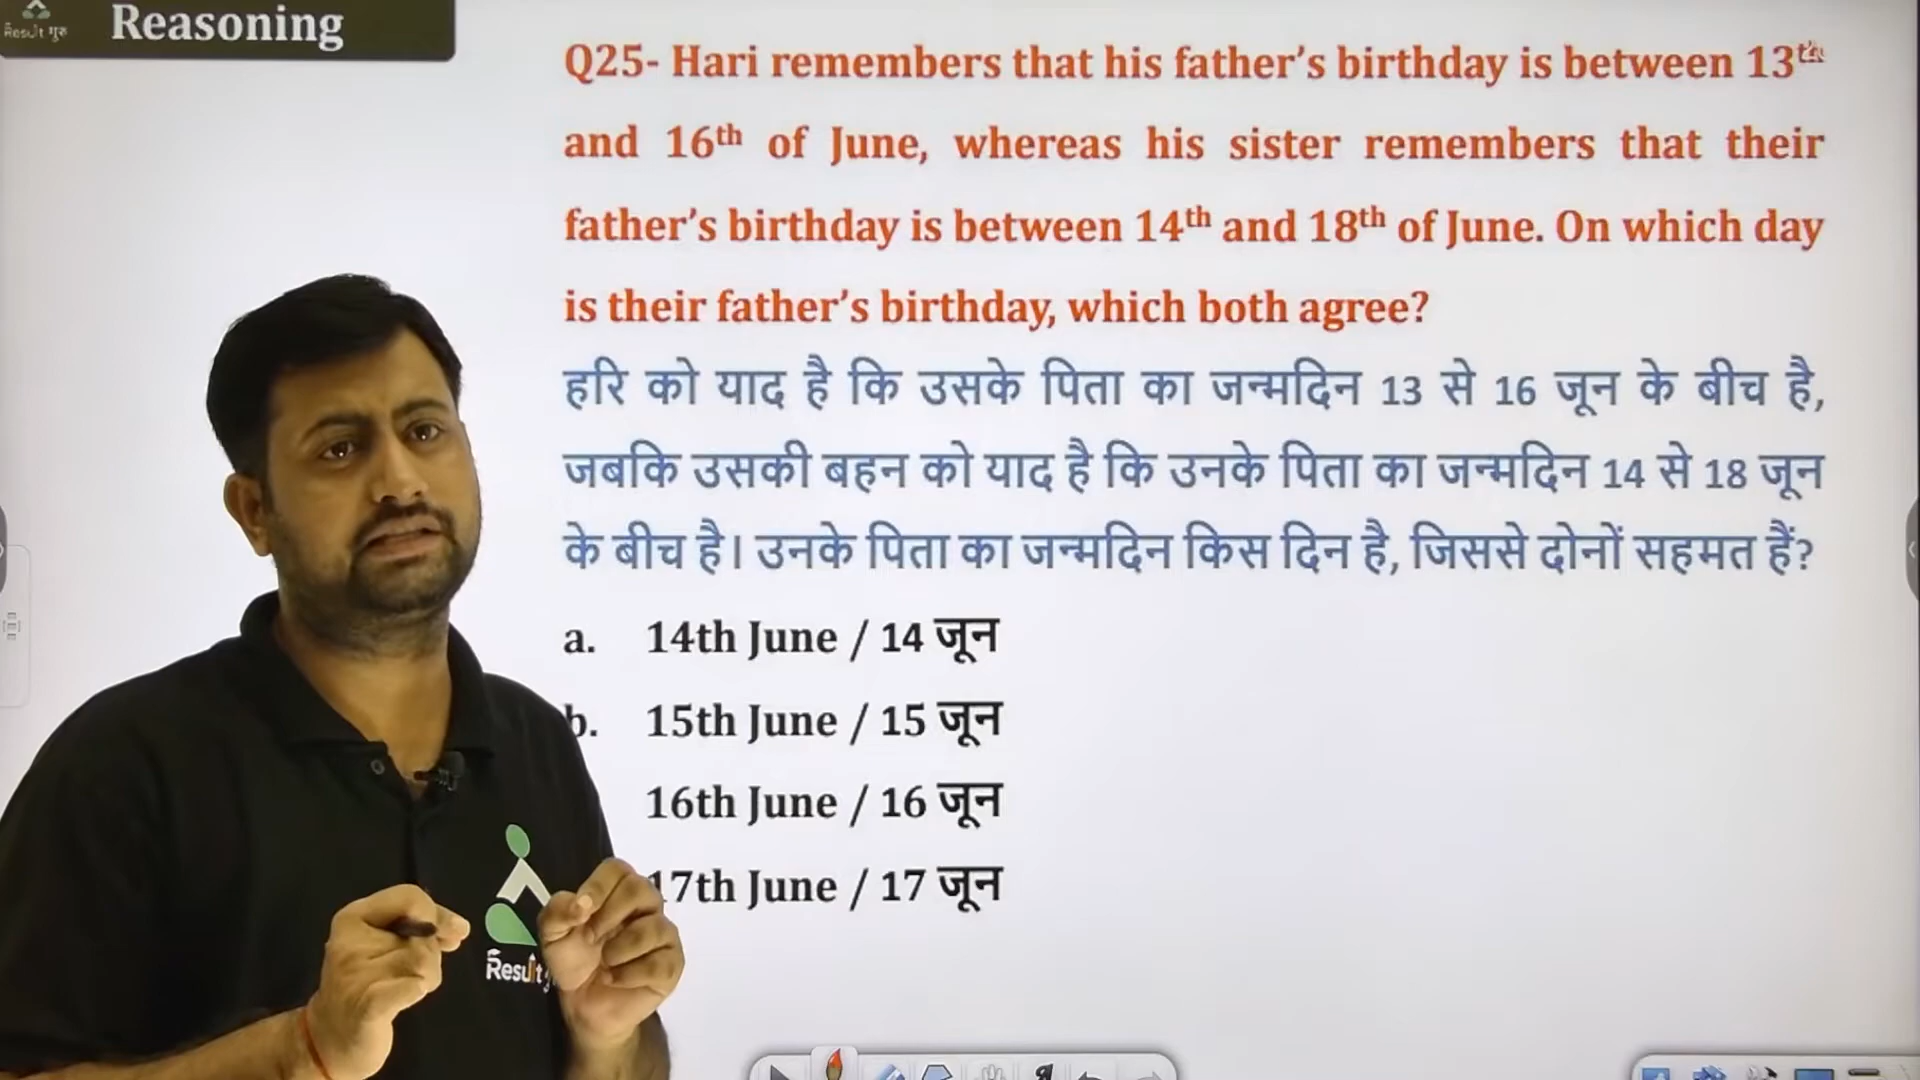 Result गुरु
Reasoning
Q25- Hari remembers that his father’s birthday is between 13th
and 16th of June, whereas his sister remembers that their
father’s birthday is between 14th and 18th of June. On which day
is their father’s birthday, which both agree?
हरि को याद है कि उसके पिता का जन्मदिन 13 से 16 जून के बीच है,
जबकि उसकी बहन को याद है कि उनके पिता का जन्मदिन 14 से 18 जून
के बीच है। उनके पिता का जन्मदिन किस दिन है, जिससे दोनों सहमत हैं?
a. 14th June / 14 जून
b. 15th June / 15 जून
16th June / 16 जून
17th June / 17 जून
Result